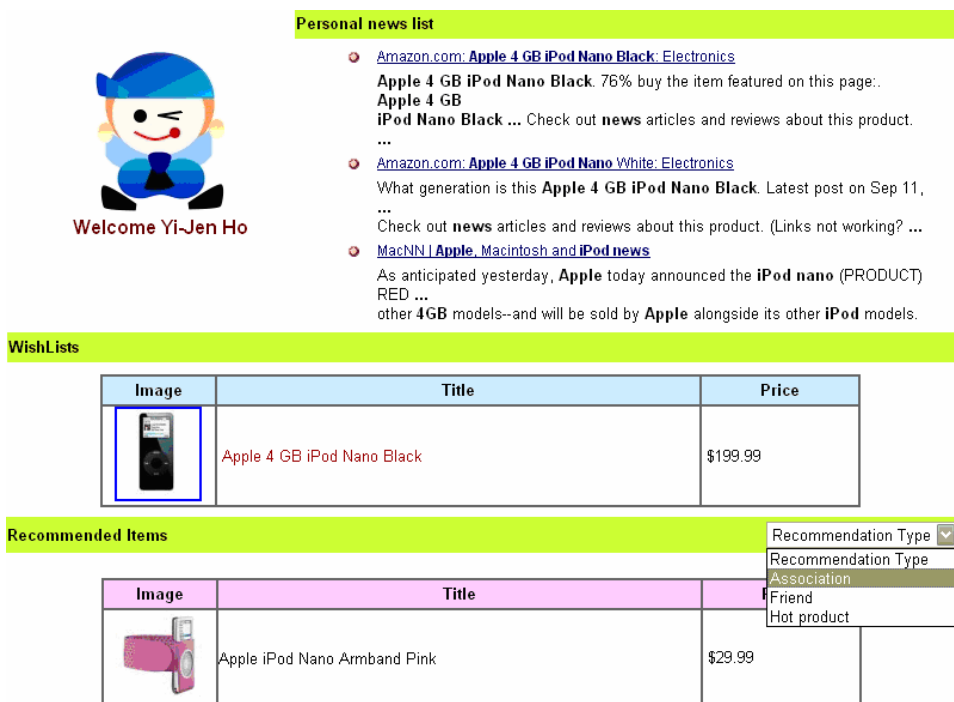 Personal news list
Amazon.com: Apple 4 GB iPod Nano Black: Electronics
Apple 4 GB iPod Nano Black. 76% buy the item featured on this page:.
Apple 4 GB
iPod Nano Black ... Check out news articles and reviews about this product.
...
Amazon.com: Apple 4 GB iPod Nano White: Electronics
What generation is this Apple 4 GB iPod Nano Black. Latest post on Sep 11,
...
Check out news articles and reviews about this product. (Links not working? ...
MacNN | Apple, Macintosh and iPod news
As anticipated yesterday, Apple today announced the iPod nano (PRODUCT)
RED ...
other 4GB models--and will be sold by Apple alongside its other iPod models.
Welcome Yi-Jen Ho
WishLists
Image Title Price
Apple 4 GB iPod Nano Black $199.99
Recommended Items Recommendation Type
Recommendation Type
Association
Friend
Hot product
Image Title
Apple iPod Nano Armband Pink $29.99